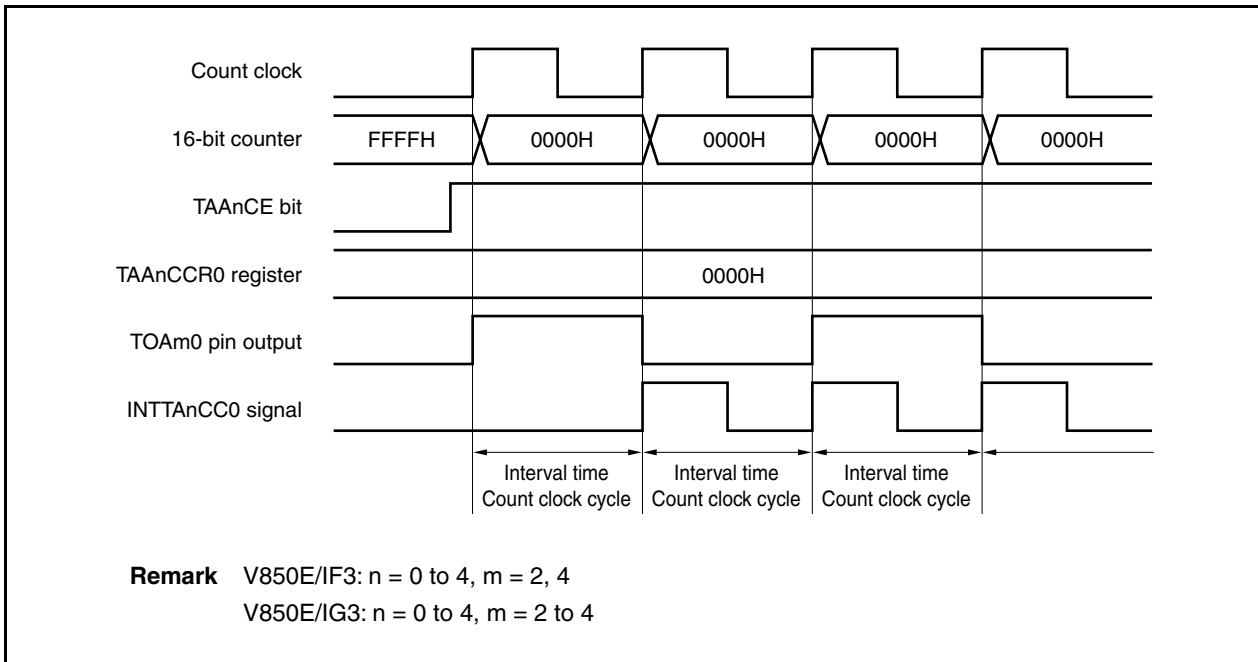 Count clock
16-bit counter FFFFH 0000H 0000H 0000H 0000H
TAAnCE bit
TAAnCCR0 register 0000H
TOAm0 pin output
INTTAnCC0 signal
Interval time Interval time Interval time
Count clock cycle Count clock cycle Count clock cycle
Remark V850E/IF3: n = 0 to 4, m = 2, 4
V850E/IG3: n = 0 to 4, m = 2 to 4